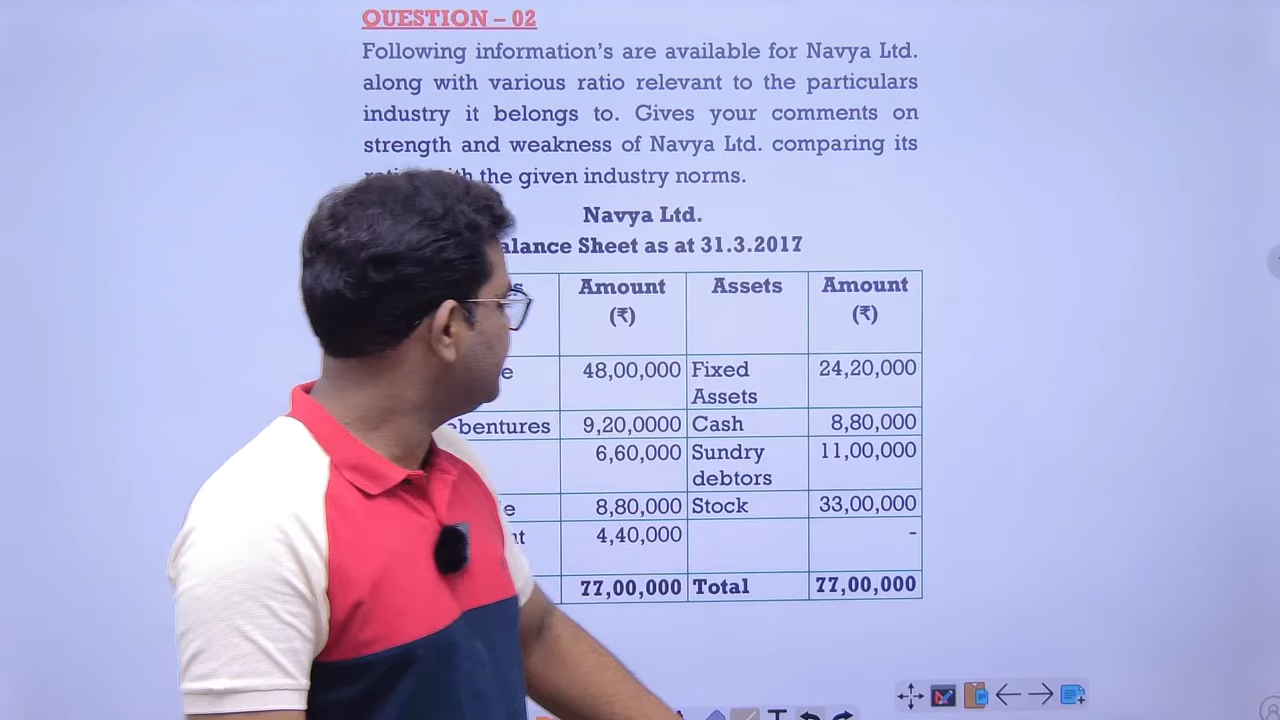 QUESTION – 02
Following information's are available for Navya Ltd.
along with various ratio relevant to the particulars
industry it belongs to. Gives your comments on
strength and weakness of Navya Ltd. comparing its
the given industry norms.
Navya Ltd.
Sheet as at 31.3.2017
Amount (₹) Assets Amount (₹)
48,00,000 Fixed Assets 24,20,000
9,20,0000 Cash 8,80,000
6,60,000 Sundry debtors 11,00,000
8,80,000 Stock 33,00,000
4,40,000 -
77,00,000 Total 77,00,000